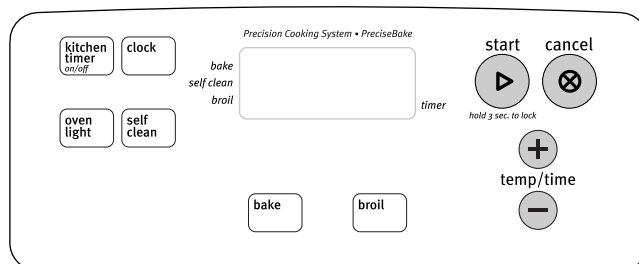 Precision Cooking System • PreciseBake
kitchen
timer
on/off
clock
bake
self clean
broil
timer
start
cancel
hold 3 sec. to lock
oven
light
self
clean
temp/time
bake
broil